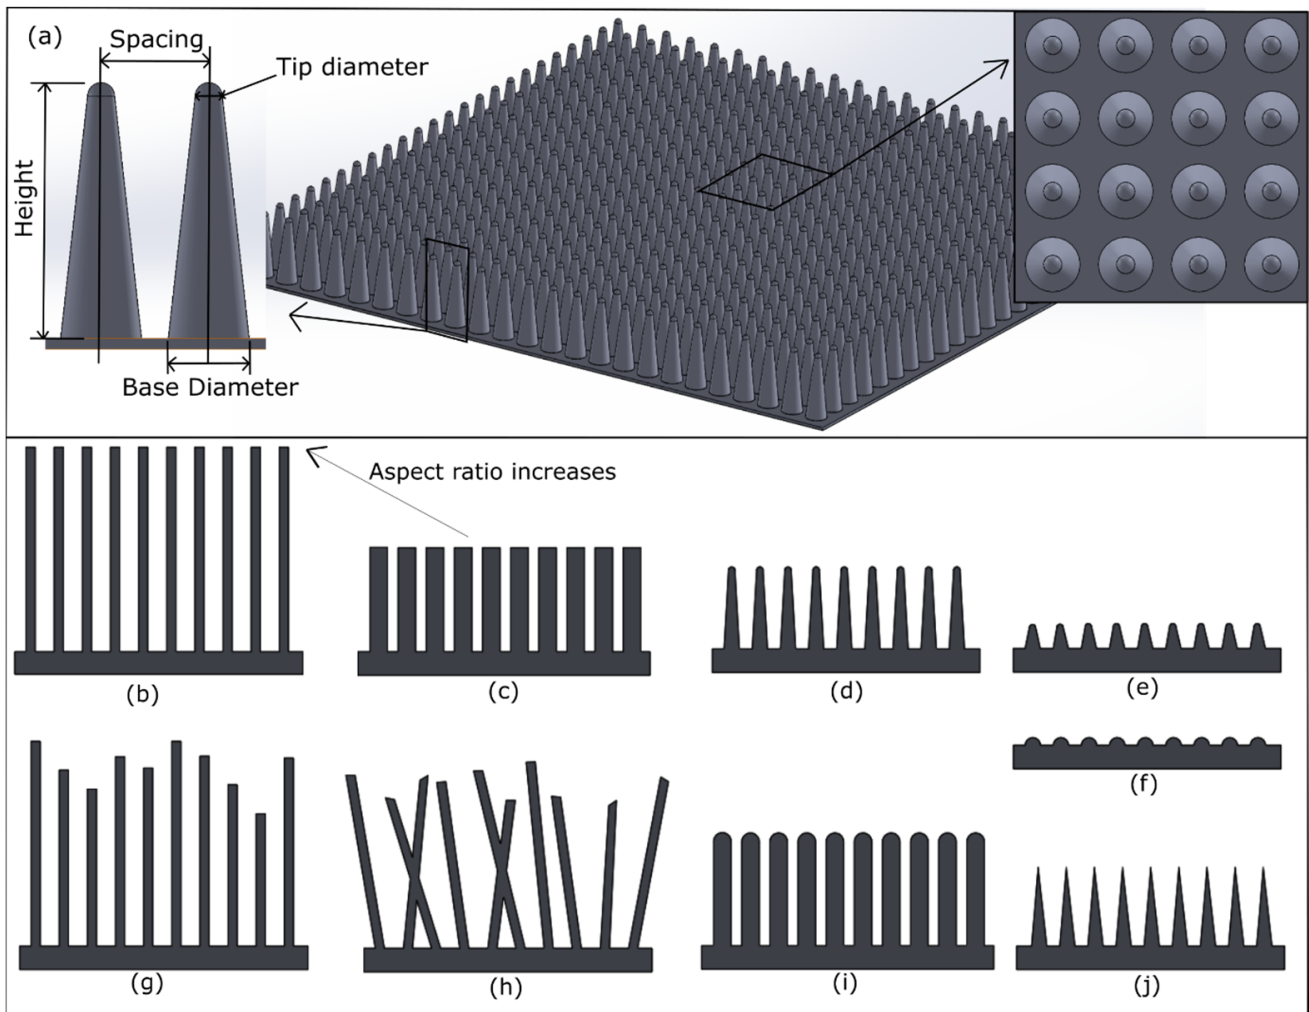 (a)
Spacing
Tip diameter
Height
Base Diameter
Aspect ratio increases
(b)
(c)
(d)
(e)
(f)
(g)
(h)
(i)
(j)